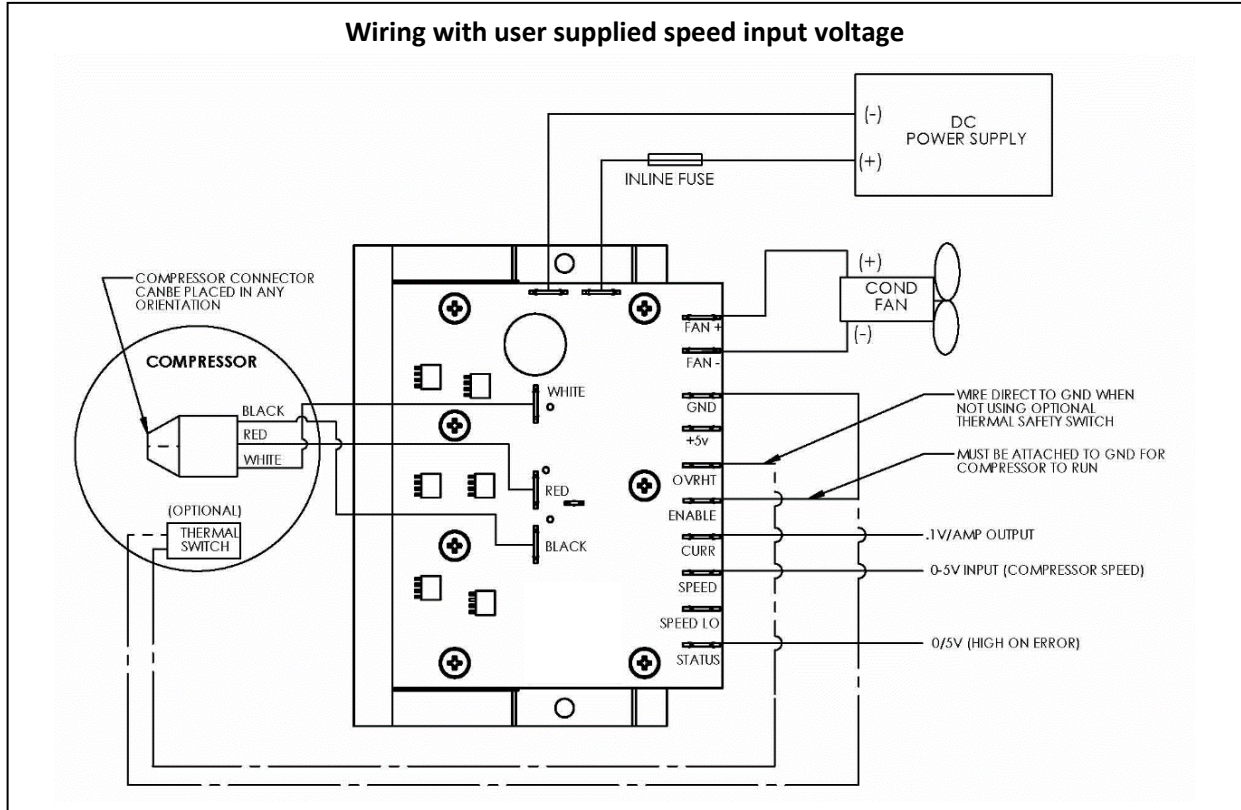 Wiring with user supplied speed input voltage
(-)
DC
POWER SUPPLY
(+)
INLINE FUSE
COMPRESSOR CONNECTOR
CANBE PLACED IN ANY
ORIENTATION
(+)
COND
FAN
(-)
FAN +
FAN -
COMPRESSOR
WHITE
GND
WIRE DIRECT TO GND WHEN
NOT USING OPTIONAL
THERMAL SAFETY SWITCH
BLACK
RED
WHITE
+5v
MUST BE ATTACHED TO GND FOR
COMPRESSOR TO RUN
OVRHT
RED
ENABLE
(OPTIONAL)
THERMAL
SWITCH
BLACK
CURR
.1V/AMP OUTPUT
SPEED
0-5V INPUT (COMPRESSOR SPEED)
SPEED LO
STATUS
0/5V (HIGH ON ERROR)